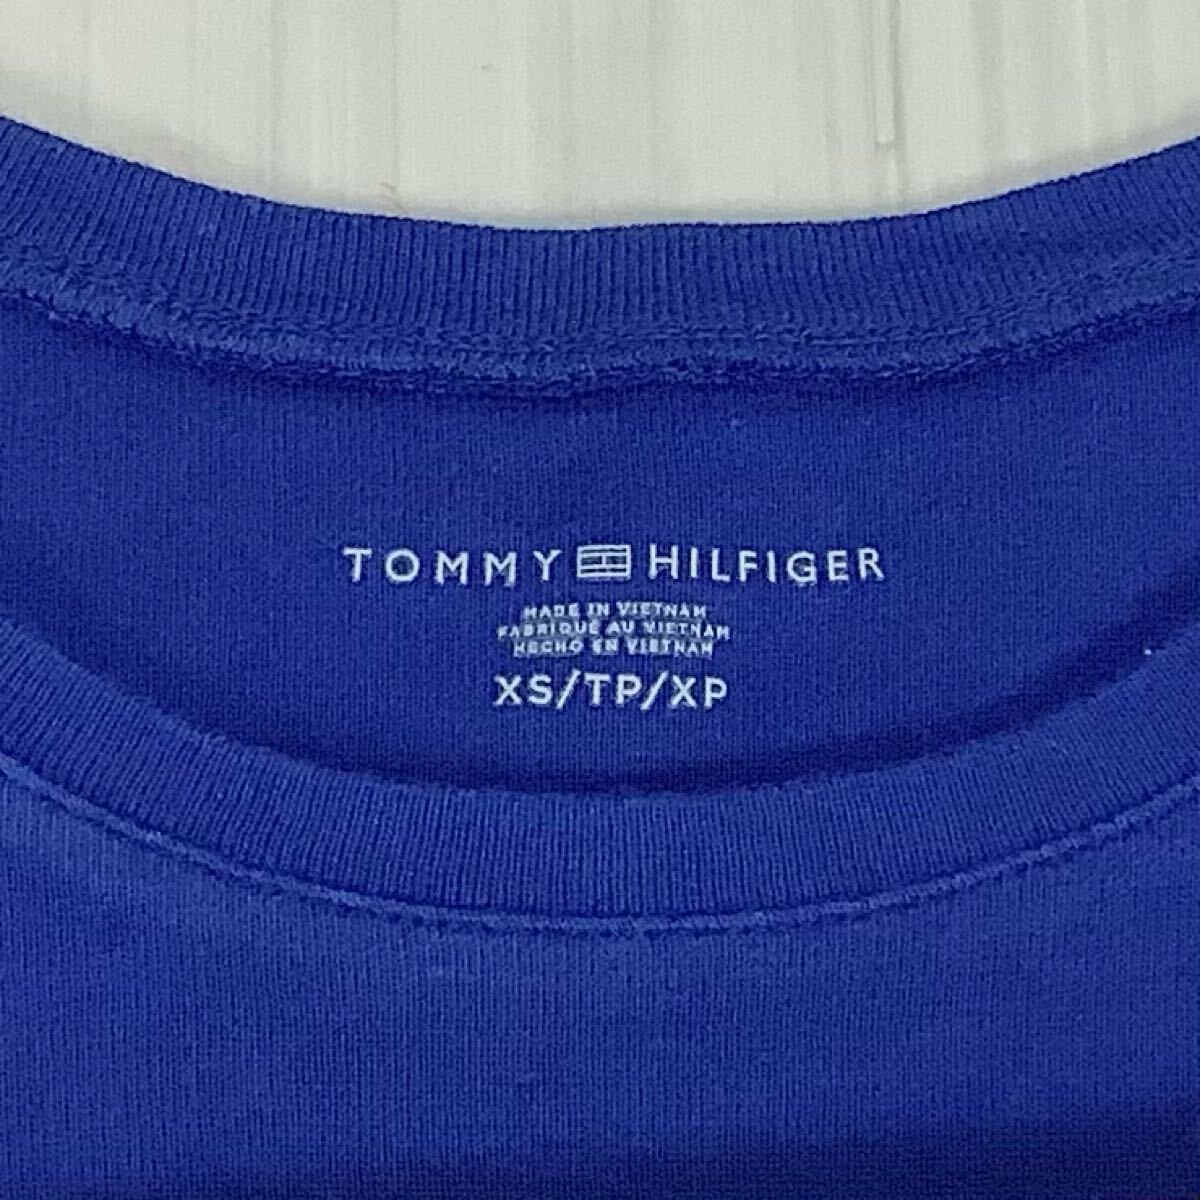 TOMMY HILFIGER
MADE IN VIETNAM
FABRIQUÉ AU VIETNAM
HECHO EN VIETNAM
XS/TP/XP